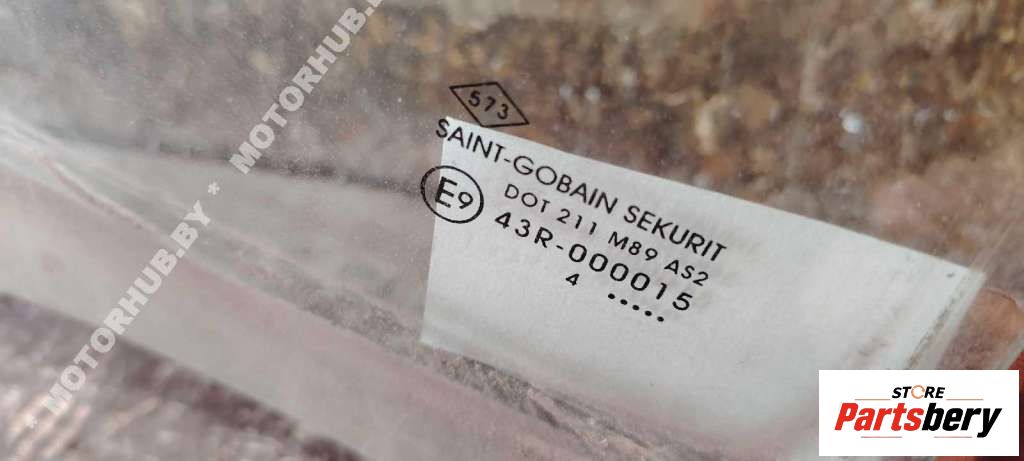 573
SAINT-GOBAIN SEKURIT
E9
DOT 211 M89 AS2
43R-000015
4 .....
* MOTORHUB.BY * MOTORHUB.BY
STORE
Partsbery